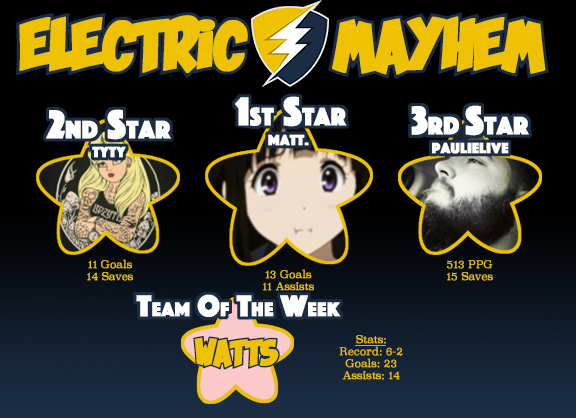 ELECTRIC MAYHEM
2ND STAR
TYTY
11 Goals
14 Saves
1ST STAR
MATT.
13 Goals
11 Assists
3RD STAR
PAULIELIVE
513 PPG
15 Saves
TEAM OF THE WEEK
WATTS
Stats:
Record: 6-2
Goals: 23
Assists: 14